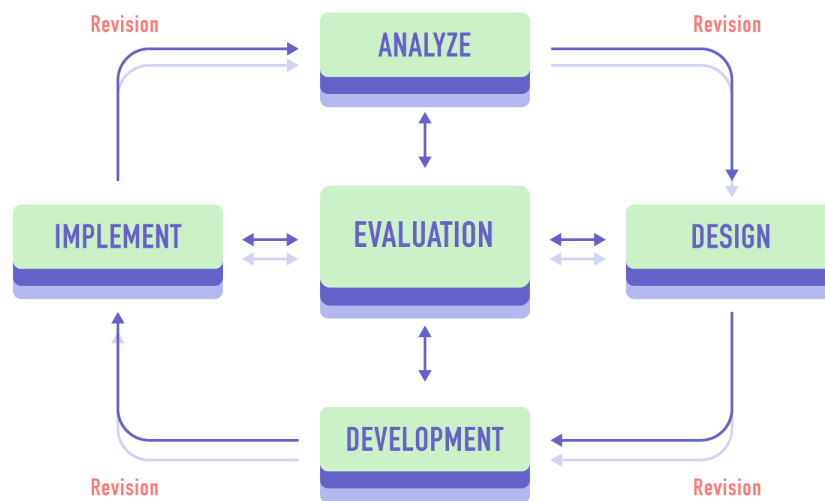 Revision
Revision
ANALYZE
IMPLEMENT
EVALUATION
DESIGN
DEVELOPMENT
Revision
Revision